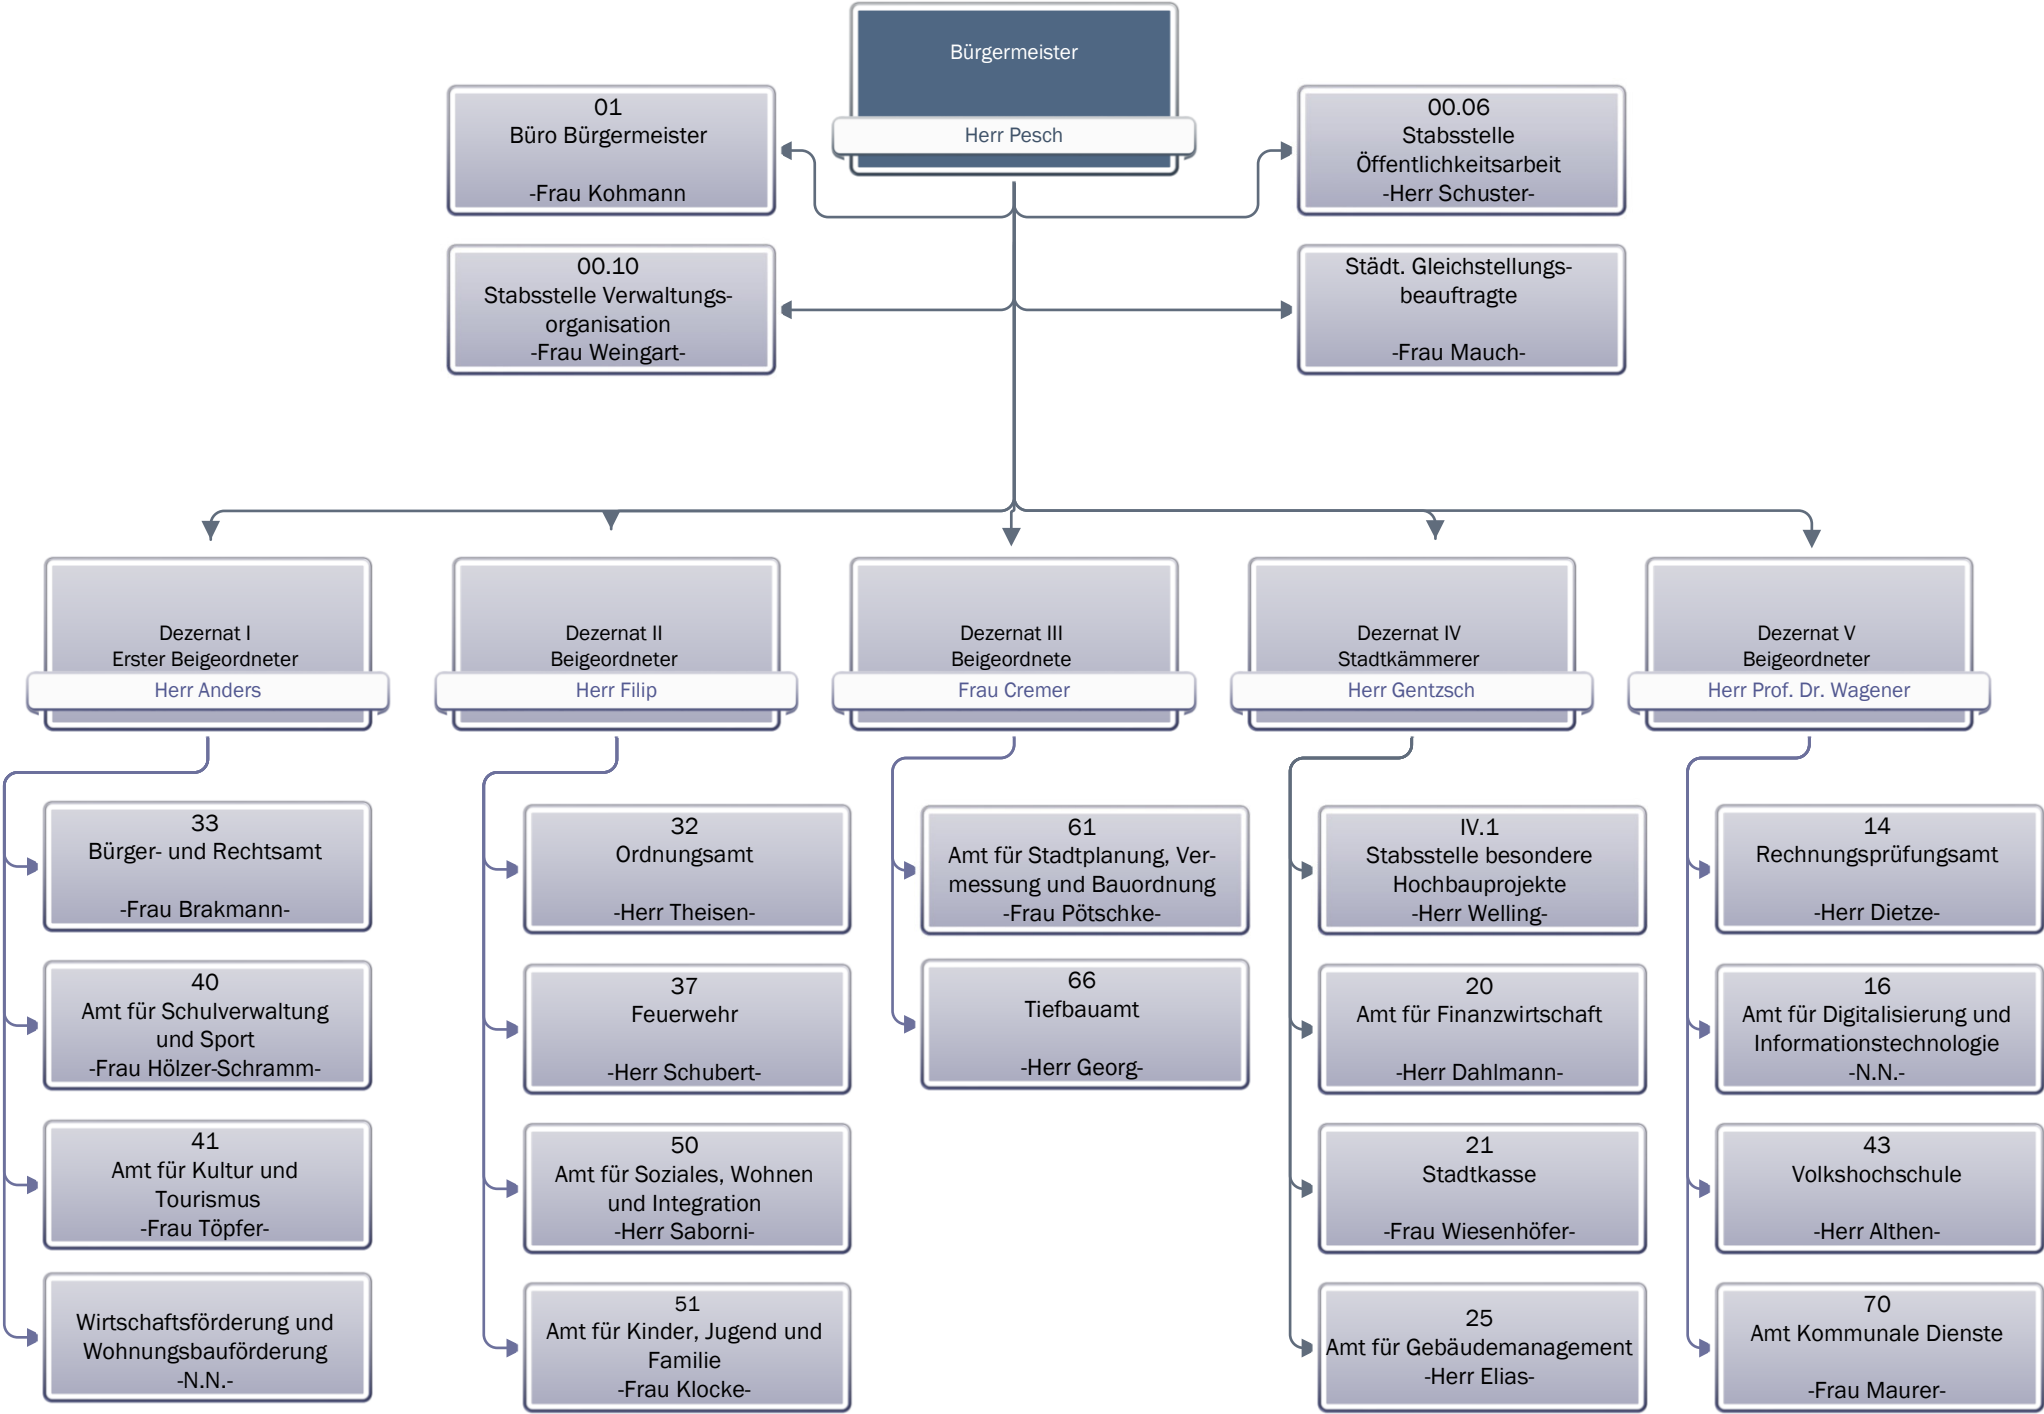 Bürgermeister
Herr Pesch
01
Büro Bürgermeister
-Frau Kohmann
00.06
Stabsstelle
Öffentlichkeitsarbeit
-Herr Schuster-
00.10
Stabsstelle Verwaltungs-
organisation
-Frau Weingart-
Städt. Gleichstellungs-
beauftragte
-Frau Mauch-
Dezernat I
Erster Beigeordneter
Herr Anders
Dezernat II
Beigeordneter
Herr Filip
Dezernat III
Beigeordnete
Frau Cremer
Dezernat IV
Stadtkämmerer
Herr Gentzsch
Dezernat V
Beigeordneter
Herr Prof. Dr. Wagener
33
Bürger- und Rechtsamt
-Frau Brakmann-
40
Amt für Schulverwaltung
und Sport
-Frau Hölzer-Schramm-
41
Amt für Kultur und
Tourismus
-Frau Töpfer-
Wirtschaftsförderung und
Wohnungsbauförderung
-N.N.-
32
Ordnungsamt
-Herr Theisen-
37
Feuerwehr
-Herr Schubert-
50
Amt für Soziales, Wohnen
und Integration
-Herr Saborni-
51
Amt für Kinder, Jugend und
Familie
-Frau Klocke-
61
Amt für Stadtplanung, Ver-
messung und Bauordnung
-Frau Pötschke-
66
Tiefbauamt
-Herr Georg-
IV.1
Stabsstelle besondere
Hochbauprojekte
-Herr Welling-
20
Amt für Finanzwirtschaft
-Herr Dahlmann-
21
Stadtkasse
-Frau Wiesenhöfer-
25
Amt für Gebäudemanagement
-Herr Elias-
14
Rechnungsprüfungsamt
-Herr Dietze-
16
Amt für Digitalisierung und
Informationstechnologie
-N.N.-
43
Volkshochschule
-Herr Althen-
70
Amt Kommunale Dienste
-Frau Maurer-